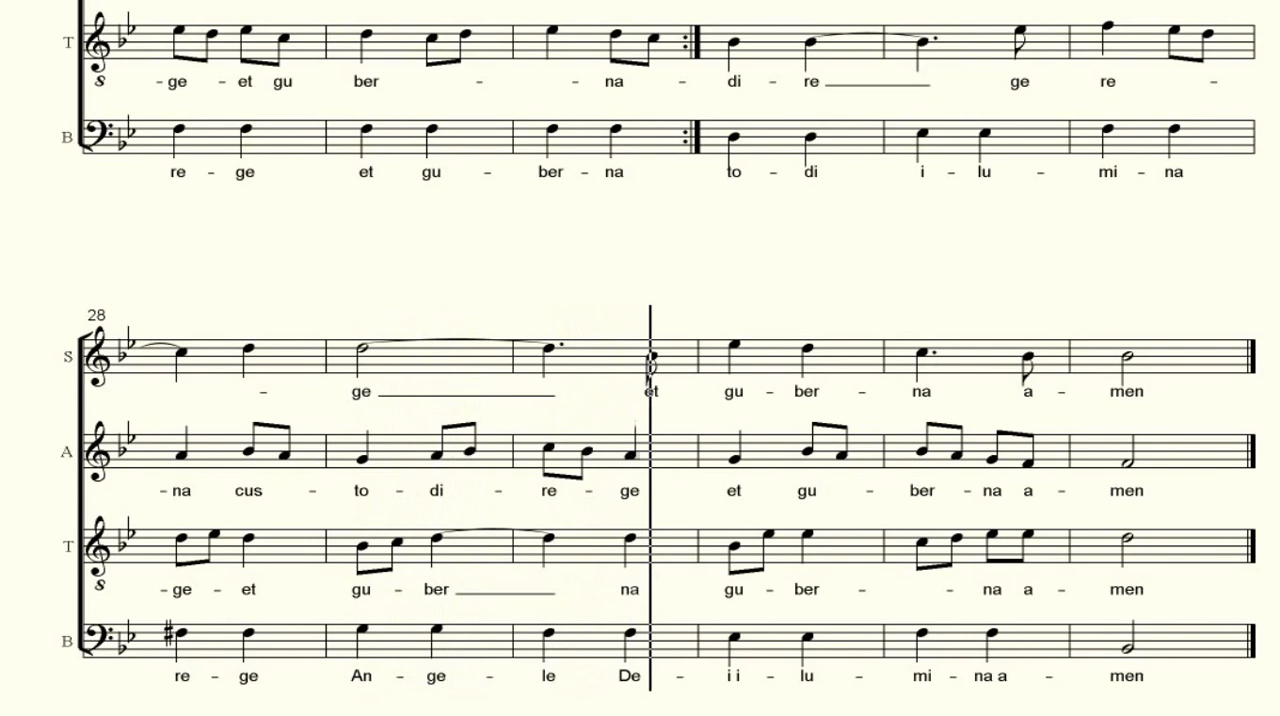 T
8
- ge - et gu ber - - na - di - re ge re -
B
re - ge et gu - ber - na to - di i - lu - mi - na
28
S
- ge et gu - ber - na a - men
A
- na cus - to - di - re - ge et gu - ber - na a - men
T
8
- ge - et gu - ber na gu - ber - - na a - men
B
re - ge An - ge - le De - i i - lu - mi - na a - men